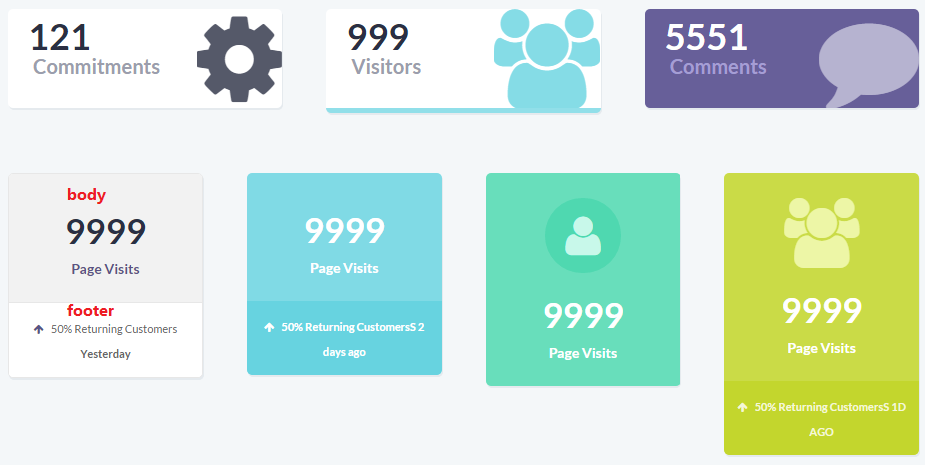 121
Commitments
999
Visitors
5551
Comments
body
9999
Page Visits
footer
50% Returning Customers
Yesterday
9999
Page Visits
50% Returning CustomersS 2
days ago
9999
Page Visits
9999
Page Visits
50% Returning CustomersS 1D
AGO